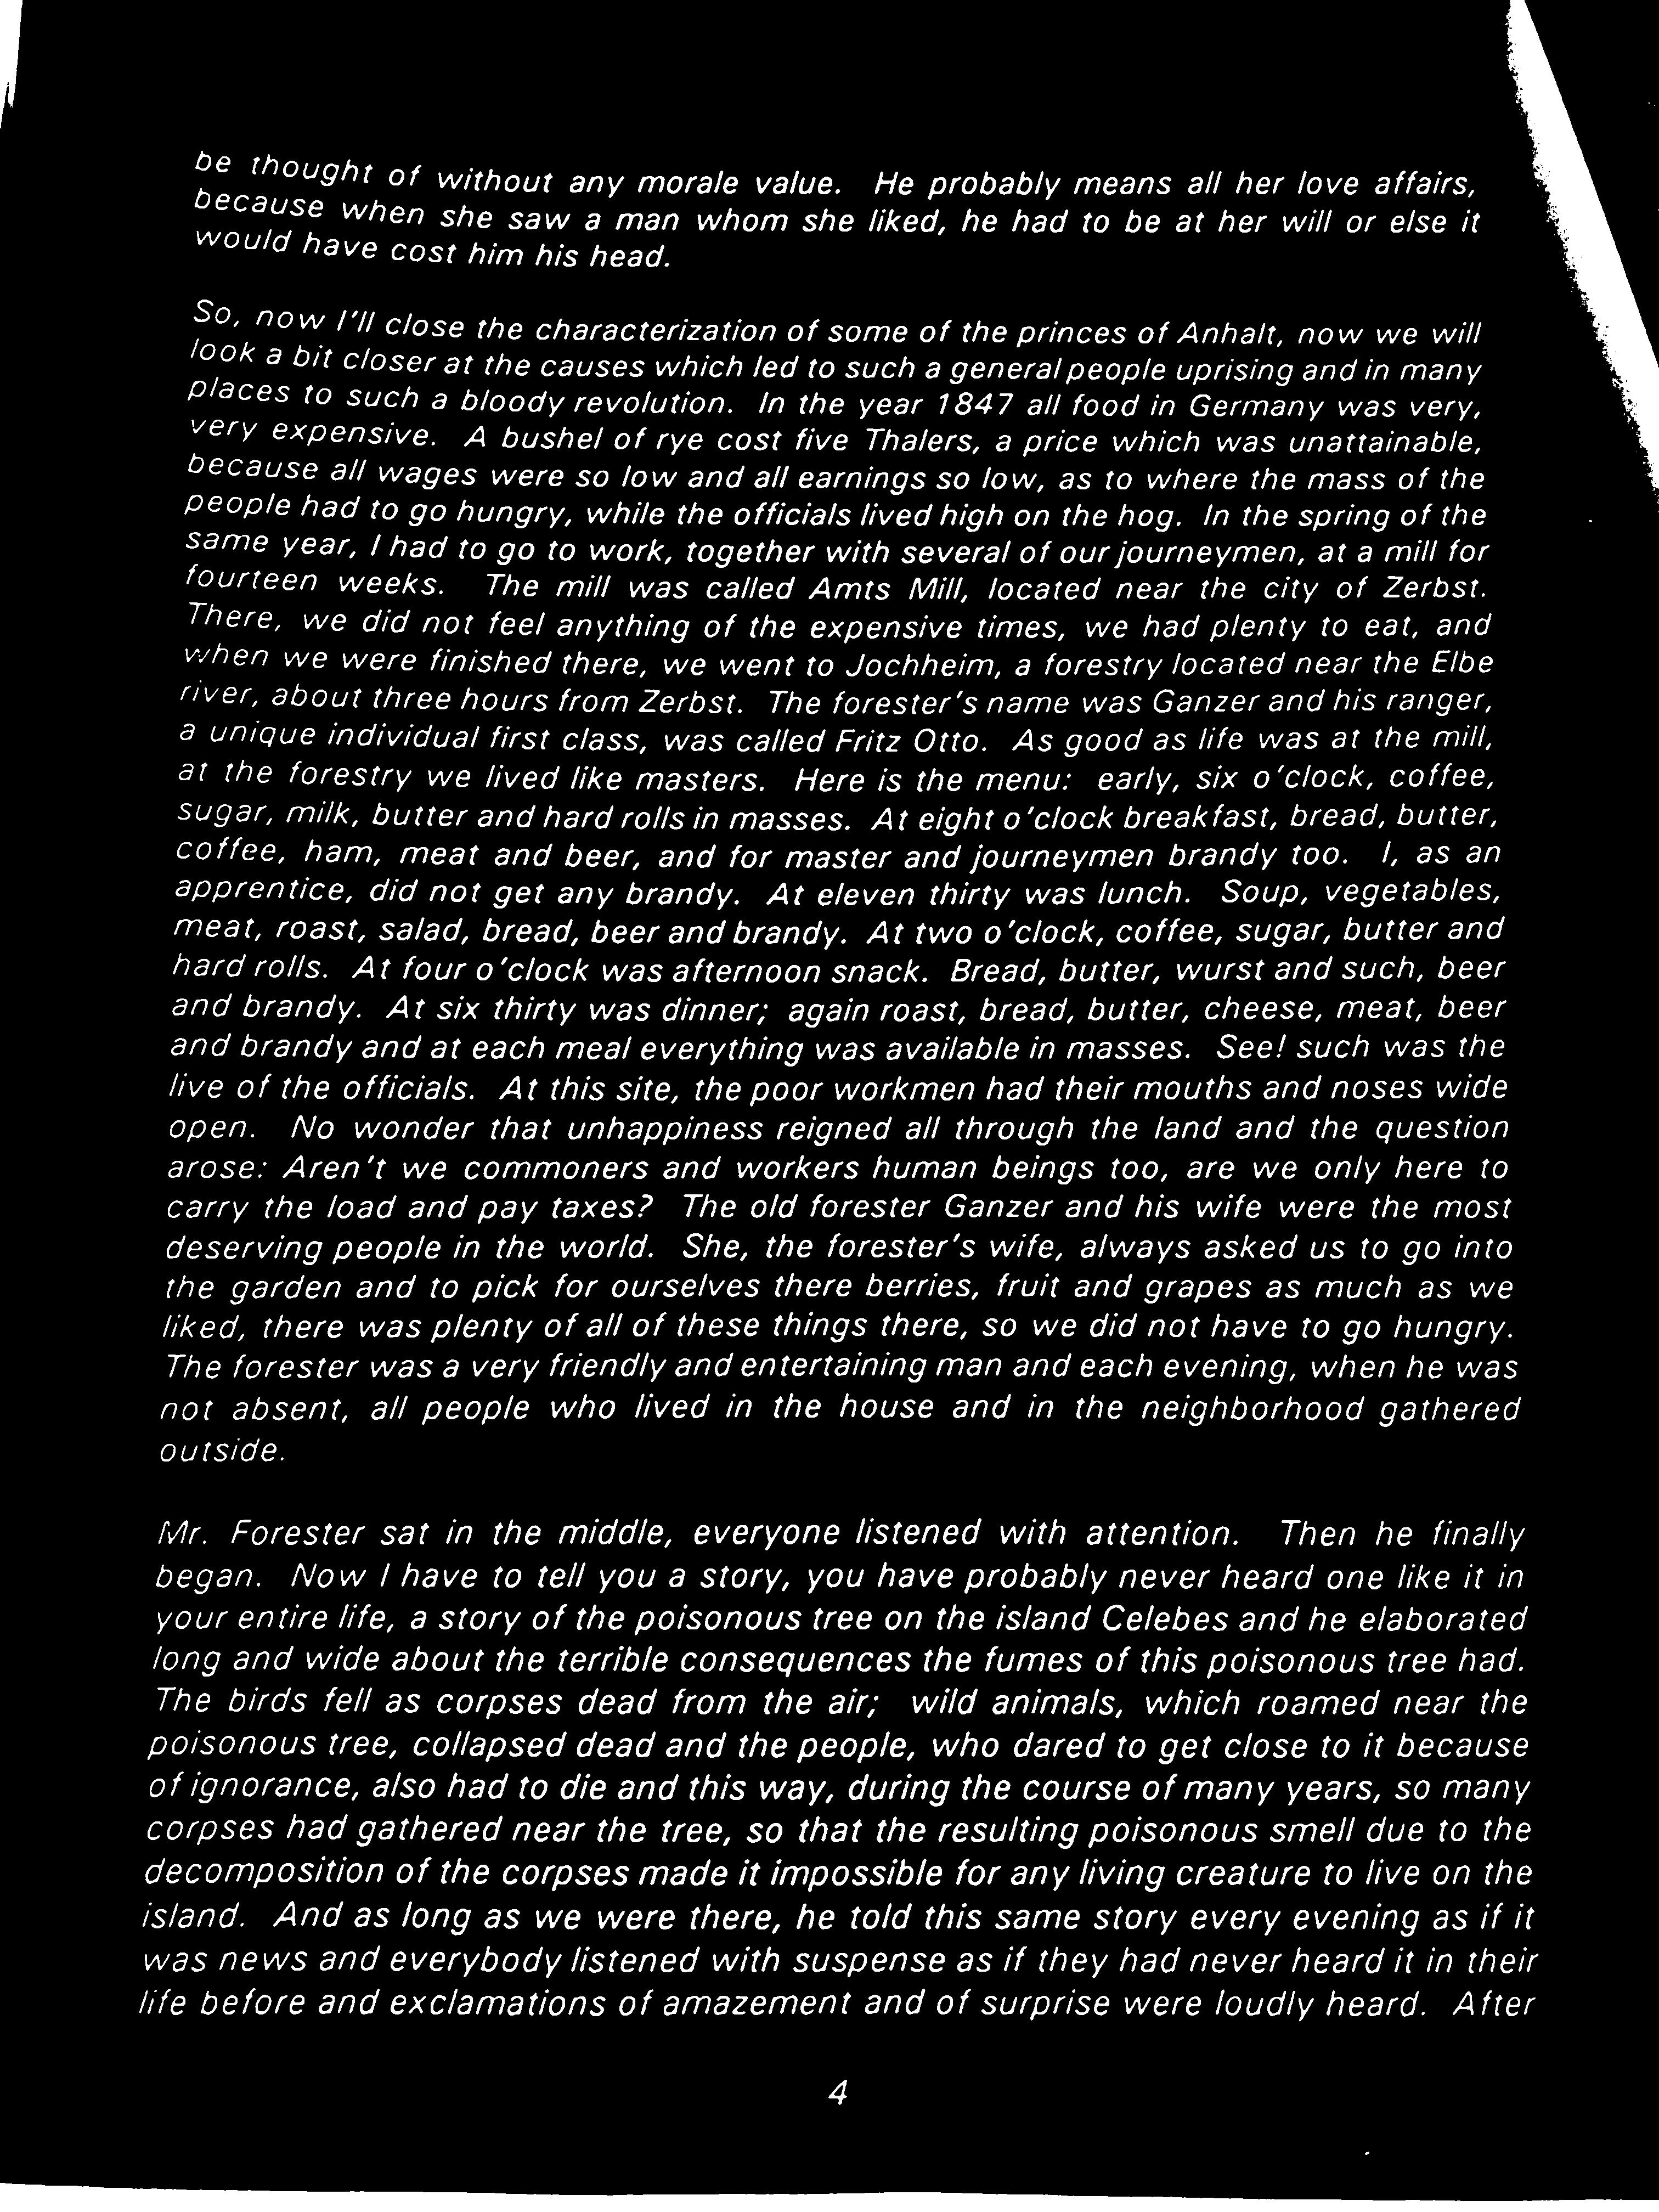 be thought of without any morale value. He probably means all her love affairs,
because when she saw a man whom she liked, he had to be at her will or else it
would have cost him his head.
So, now I'll close the characterization of some of the princes of Anhalt, now we will
look a bit closer at the causes which led to such a general people uprising and in many
places to such a bloody revolution. In the year 1847 all food in Germany was very,
very expensive. A bushel of rye cost five Thalers, a price which was unattainable,
because all wages were so low and all earnings so low, as to where the mass of the
people had to go hungry, while the officials lived high on the hog. In the spring of the
same year, I had to go to work, together with several of our journeymen, at a mill for
fourteen weeks. The mill was called Amts Mill, located near the city of Zerbst.
There, we did not feel anything of the expensive times, we had plenty to eat, and
when we were finished there, we went to Jochheim, a forestry located near the Elbe
river, about three hours from Zerbst. The forester's name was Ganzer and his ranger,
a unique individual first class, was called Fritz Otto. As good as life was at the mill,
at the forestry we lived like masters. Here is the menu: early, six o'clock, coffee,
sugar, milk, butter and hard rolls in masses. At eight o'clock breakfast, bread, butter,
coffee, ham, meat and beer, and for master and journeymen brandy too. I, as an
apprentice, did not get any brandy. At eleven thirty was lunch. Soup, vegetables,
meat, roast, salad, bread, beer and brandy. At two o'clock, coffee, sugar, butter and
hard rolls. At four o'clock was afternoon snack. Bread, butter, wurst and such, beer
and brandy. At six thirty was dinner; again roast, bread, butter, cheese, meat, beer
and brandy and at each meal everything was available in masses. See! such was the
live of the officials. At this site, the poor workmen had their mouths and noses wide
open. No wonder that unhappiness reigned all through the land and the question
arose: Aren't we commoners and workers human beings too, are we only here to
carry the load and pay taxes? The old forester Ganzer and his wife were the most
deserving people in the world. She, the forester's wife, always asked us to go into
the garden and to pick for ourselves there berries, fruit and grapes as much as we
liked, there was plenty of all of these things there, so we did not have to go hungry.
The forester was a very friendly and entertaining man and each evening, when he was
not absent, all people who lived in the house and in the neighborhood gathered
outside.
Mr. Forester sat in the middle, everyone listened with attention. Then he finally
began. Now I have to tell you a story, you have probably never heard one like it in
your entire life, a story of the poisonous tree on the island Celebes and he elaborated
long and wide about the terrible consequences the fumes of this poisonous tree had.
The birds fell as corpses dead from the air; wild animals, which roamed near the
poisonous tree, collapsed dead and the people, who dared to get close to it because
of ignorance, also had to die and this way, during the course of many years, so many
corpses had gathered near the tree, so that the resulting poisonous smell due to the
decomposition of the corpses made it impossible for any living creature to live on the
island. And as long as we were there, he told this same story every evening as if it
was news and everybody listened with suspense as if they had never heard it in their
life before and exclamations of amazement and of surprise were loudly heard. After
4